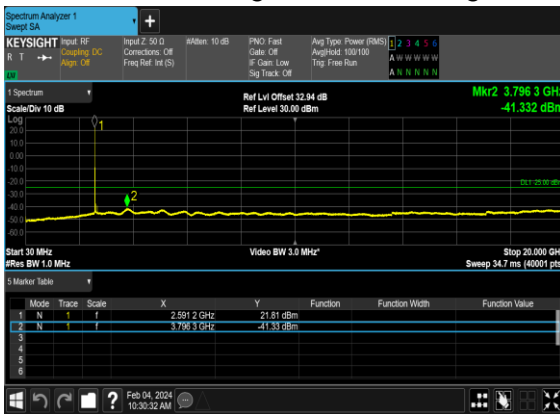 Spectrum Analyzer 1
Swept SA
KEYSIGHT Input: RF Input Z: 50 Ω #Atten: 10 dB PNO: Fast Avg Type: Power (RMS) 1 2 3 4 5 6
R T Coupling: DC Corrections: Off Gate: Off Avg|Hold: 100/100 A W W W W W
Align: Off Freq Ref: Int (S) IF Gain: Low Trig: Free Run
Sig Track: Off A N N N N N
1 Spectrum Ref Lvl Offset 32.94 dB Mkr2 3.796 3 GHz
Scale/Div 10 dB Ref Level 30.00 dBm -41.332 dBm
Log
20.0
10.0
0.00
-10.0
-20.0
-30.0
-40.0
-50.0
-60.0
1
2
DL1 -25.00 dBm
Start 30 MHz Video BW 3.0 MHz* Stop 20.000 GH
#Res BW 1.0 MHz Sweep 34.7 ms (40001 pts
5 Marker Table
Mode Trace Scale X Y Function Function Width Function Value
1 N 1 f 2.591 2 GHz 21.81 dBm
2 N 1 f 3.796 3 GHz -41.33 dBm
3
4
5
6
Feb 04, 2024
10:30:32 AM